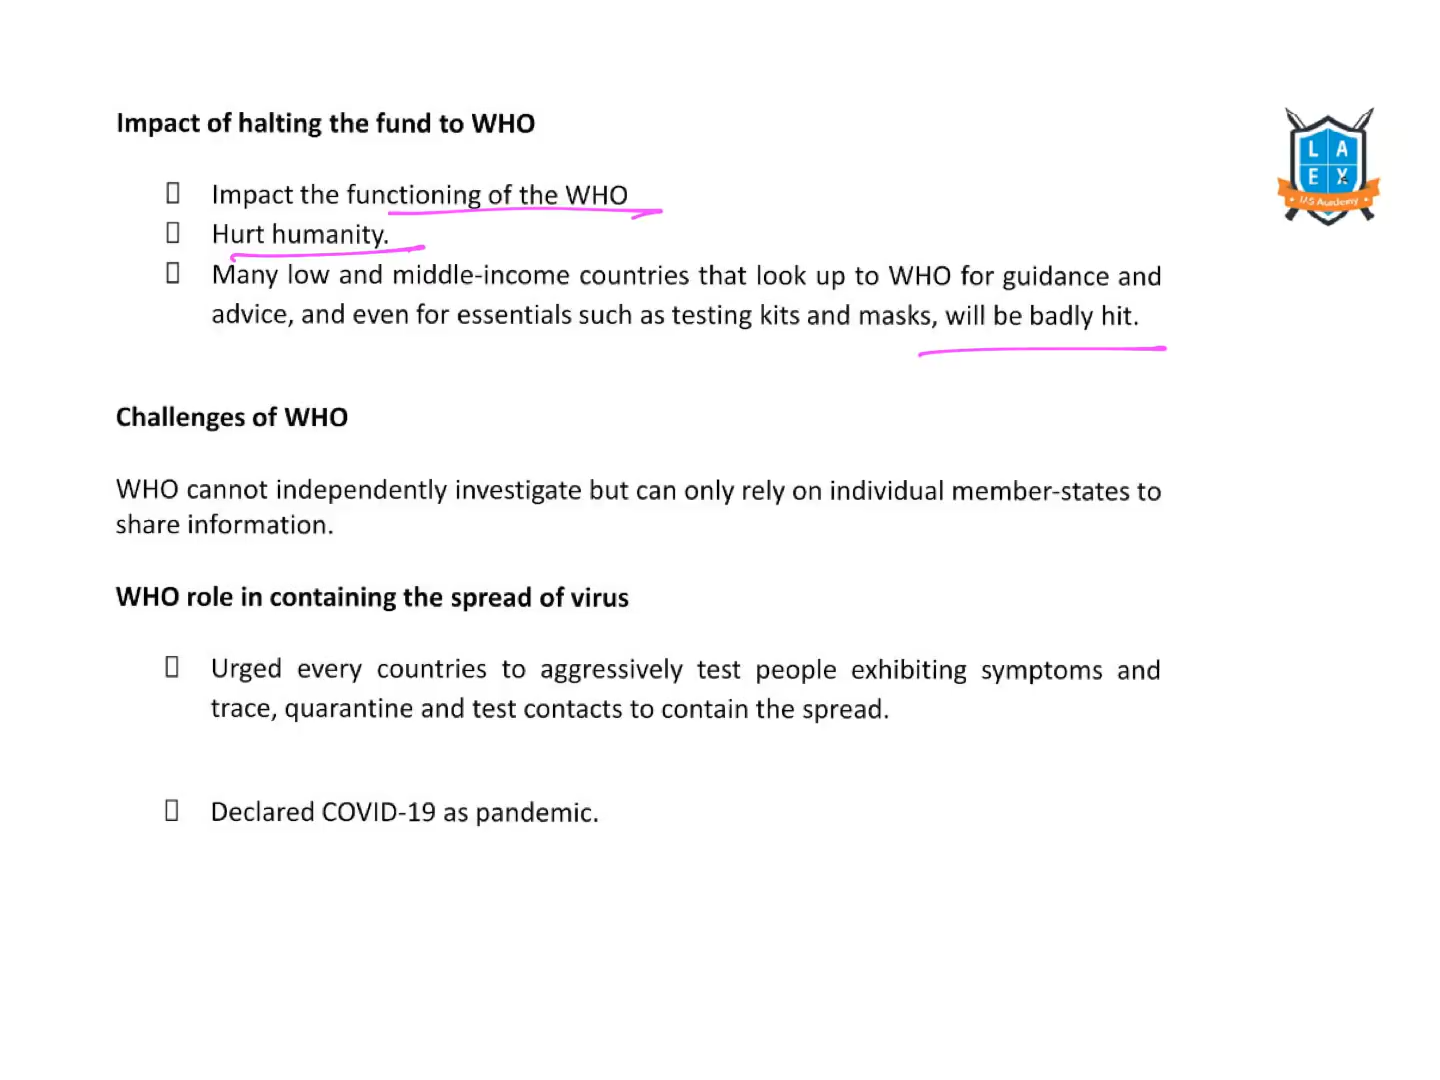 Impact of halting the fund to WHO
L A
E X
IAS Academy
Impact the functioning of the WHO
Hurt humanity.
Many low and middle-income countries that look up to WHO for guidance and
advice, and even for essentials such as testing kits and masks, will be badly hit.
Challenges of WHO
WHO cannot independently investigate but can only rely on individual member-states to
share information.
WHO role in containing the spread of virus
Urged every countries to aggressively test people exhibiting symptoms and
trace, quarantine and test contacts to contain the spread.
Declared COVID-19 as pandemic.